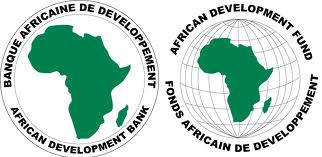 BANQUE AFRICAINE DE DEVELOPPEMENT
AFRICAN DEVELOPMENT BANK
AFRICAN DEVELOPMENT FUND
FONDS AFRICAIN DE DEVELOPPEMENT